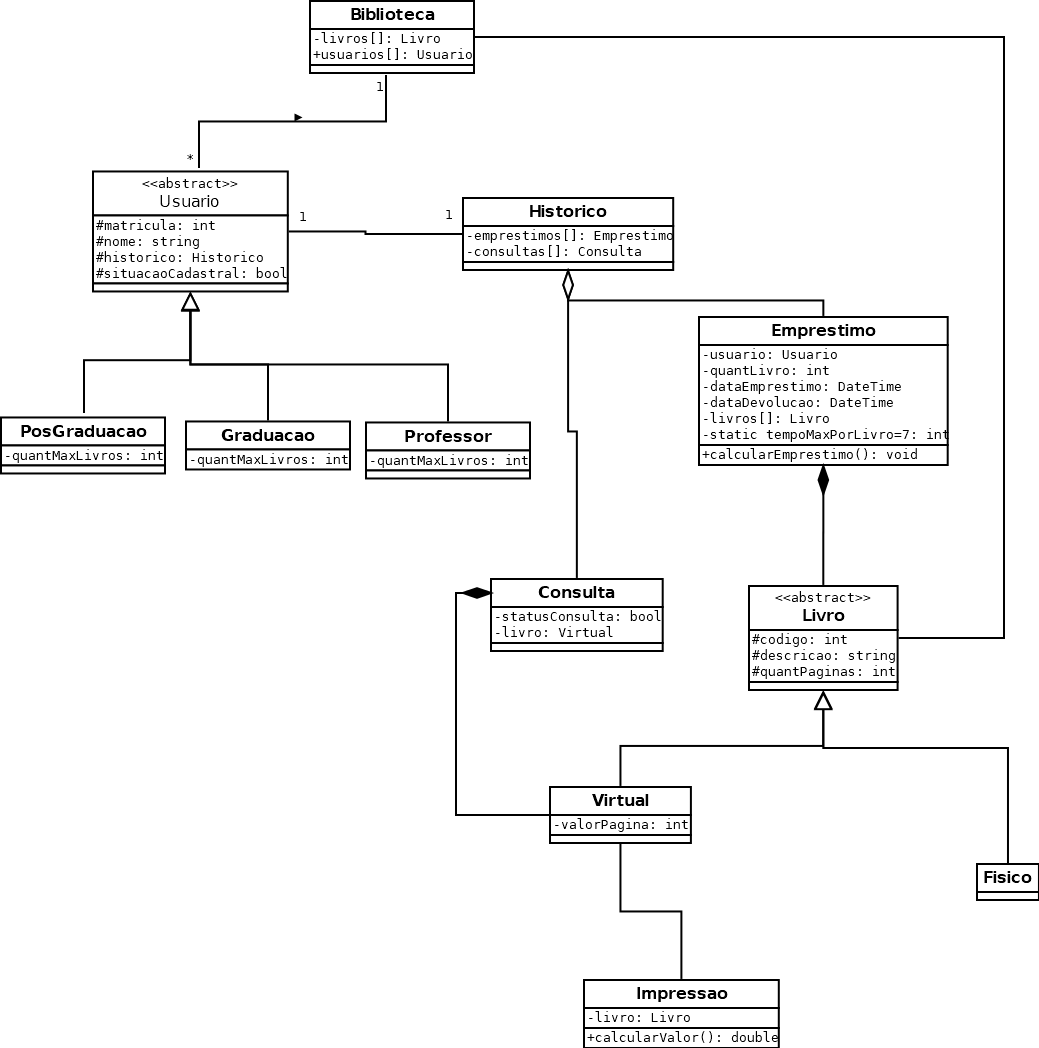 Biblioteca
-livros[]: Livro
+usuarios[]: Usuario
1
*
<<abstract>>
Usuario
#matricula: int
#nome: string
#historico: Historico
#situacaoCadastral: bool
1
1
Historico
-emprestimos[]: Emprestimo
-consultas[]: Consulta
Emprestimo
-usuario: Usuario
-quantLivro: int
-dataEmprestimo: DateTime
-dataDevolucao: DateTime
-livros[]: Livro
-static tempoMaxPorLivro=7: int
+calcularEmprestimo(): void
PosGraduacao
-quantMaxLivros: int
Graduacao
-quantMaxLivros: int
Professor
-quantMaxLivros: int
Consulta
-statusConsulta: bool
-livro: Virtual
<<abstract>>
Livro
#codigo: int
#descricao: string
#quantPaginas: int
Virtual
-valorPagina: int
Fisico
Impressao
-livro: Livro
+calcularValor(): double